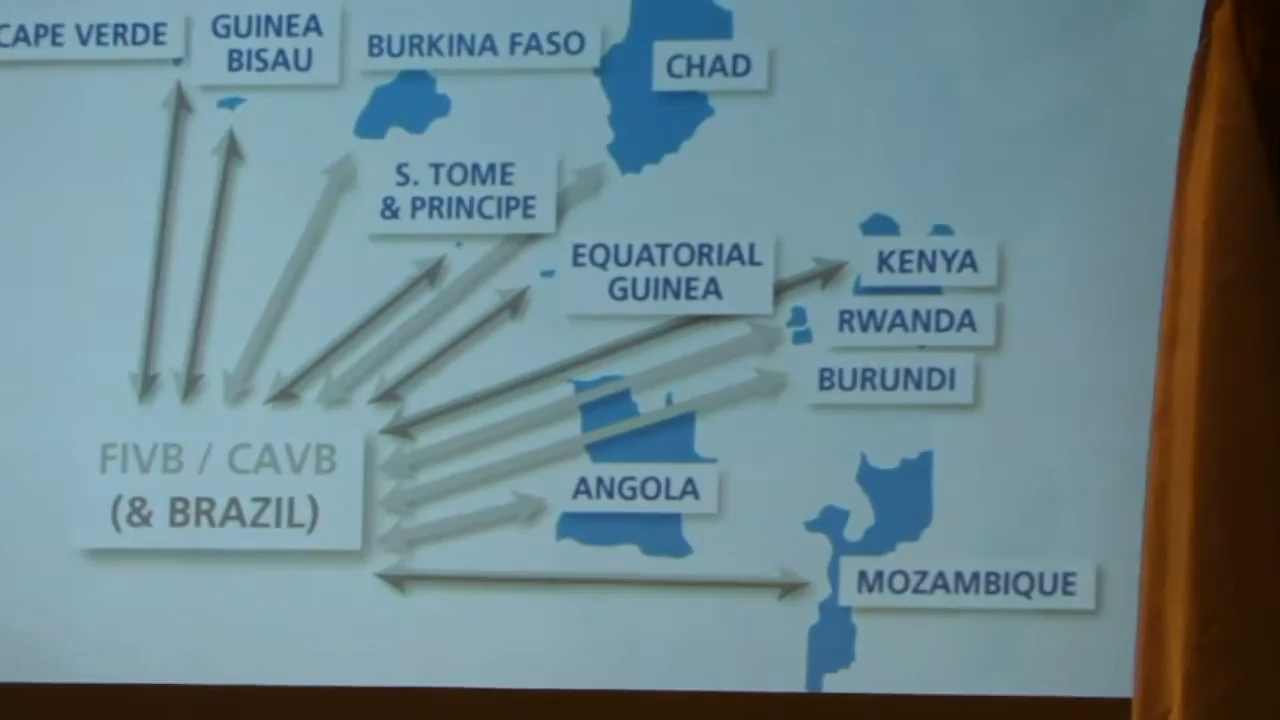 CAPE VERDE
GUINEA
BISAU
BURKINA FASO
CHAD
S. TOME
& PRINCIPE
EQUATORIAL
GUINEA
KENYA
RWANDA
BURUNDI
FIVB / CAVB
(& BRAZIL)
ANGOLA
MOZAMBIQUE